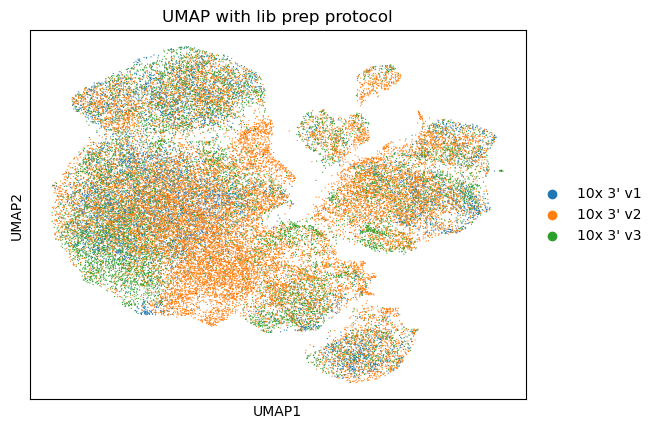 UMAP with lib prep protocol
UMAP2
10x 3' v1
10x 3' v2
10x 3' v3
UMAP1